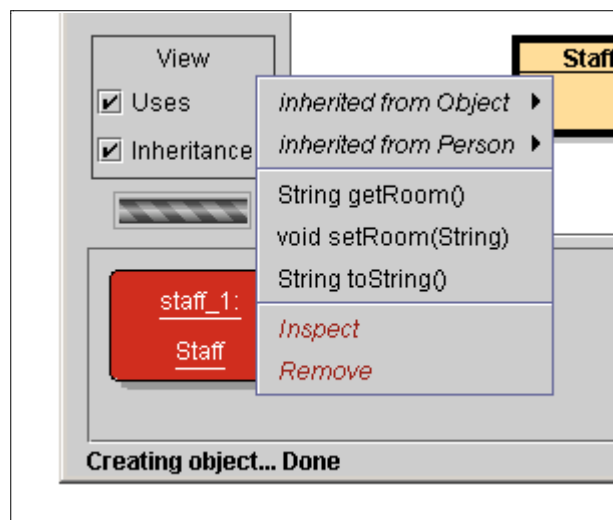 View
Uses
Inheritance
Staff
inherited from Object
inherited from Person
String getRoom()
void setRoom(String)
String toString()
Inspect
Remove
staff_1:
Staff
Creating object... Done